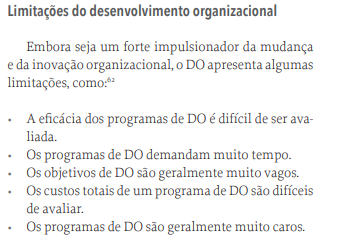 Limitações do desenvolvimento organizacional
Embora seja um forte impulsionador da mudança
e da inovação organizacional, o DO apresenta algumas
limitações, como:⁶²
• A eficácia dos programas de DO é difícil de ser ava-
liada.
• Os programas de DO demandam muito tempo.
• Os objetivos de DO são geralmente muito vagos.
• Os custos totais de um programa de DO são difíceis
de avaliar.
• Os programas de DO são geralmente muito caros.